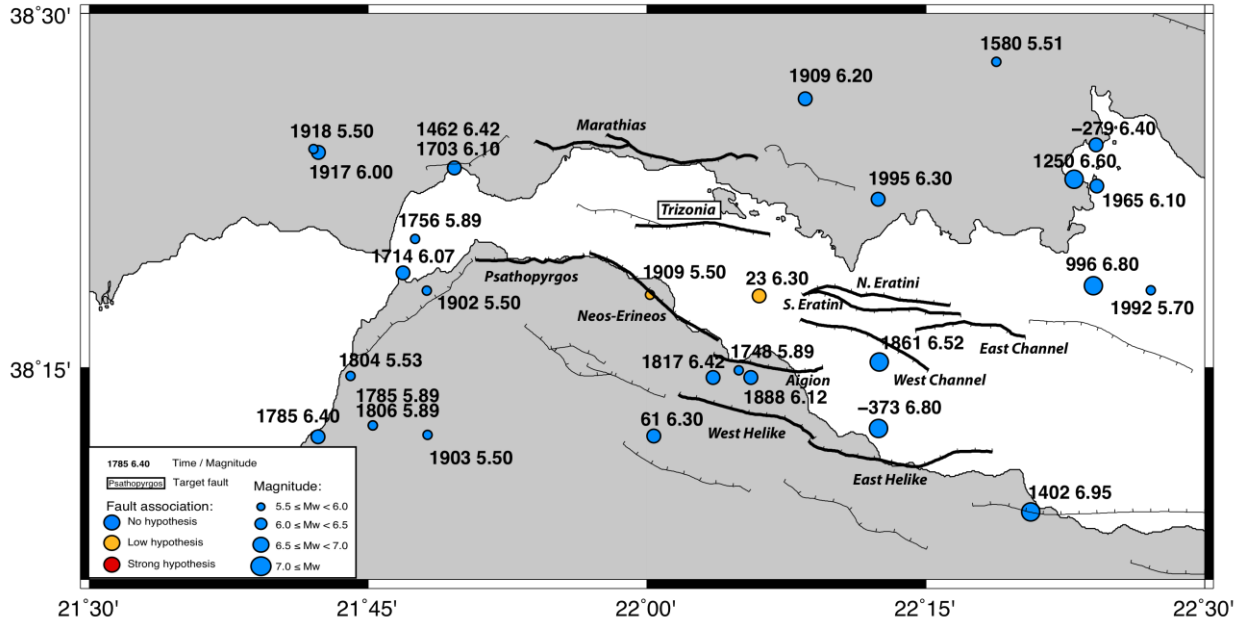 38˚30'
1580 5.51
1909 6.20
1918 5.50
1462 6.42
Marathias
−279 6.40
1703 6.10
1917 6.00
1250 6.60
1995 6.30
1965 6.10
Trizonia
1756 5.89
1714 6.07
Psathopyrgos
1909 5.50
23 6.30
N. Eratini
996 6.80
1902 5.50
S. Eratini
1992 5.70
Neos-Erineos
1861 6.52
East Channel
38˚15'
1804 5.53
1817 6.42
1748 5.89
Aigion
West Channel
1785 5.89
1888 6.12
1785 6.40
1806 5.89
61 6.30
−373 6.80
West Helike
1903 5.50
East Helike
1402 6.95
1785 6.40
Time / Magnitude
Psathopyrgos
Target fault
Fault association:
No hypothesis
Low hypothesis
Strong hypothesis
Magnitude:
5.5 ≤ Mw < 6.0
6.0 ≤ Mw < 6.5
6.5 ≤ Mw < 7.0
7.0 ≤ Mw
21˚30'
21˚45'
22˚00'
22˚15'
22˚30'